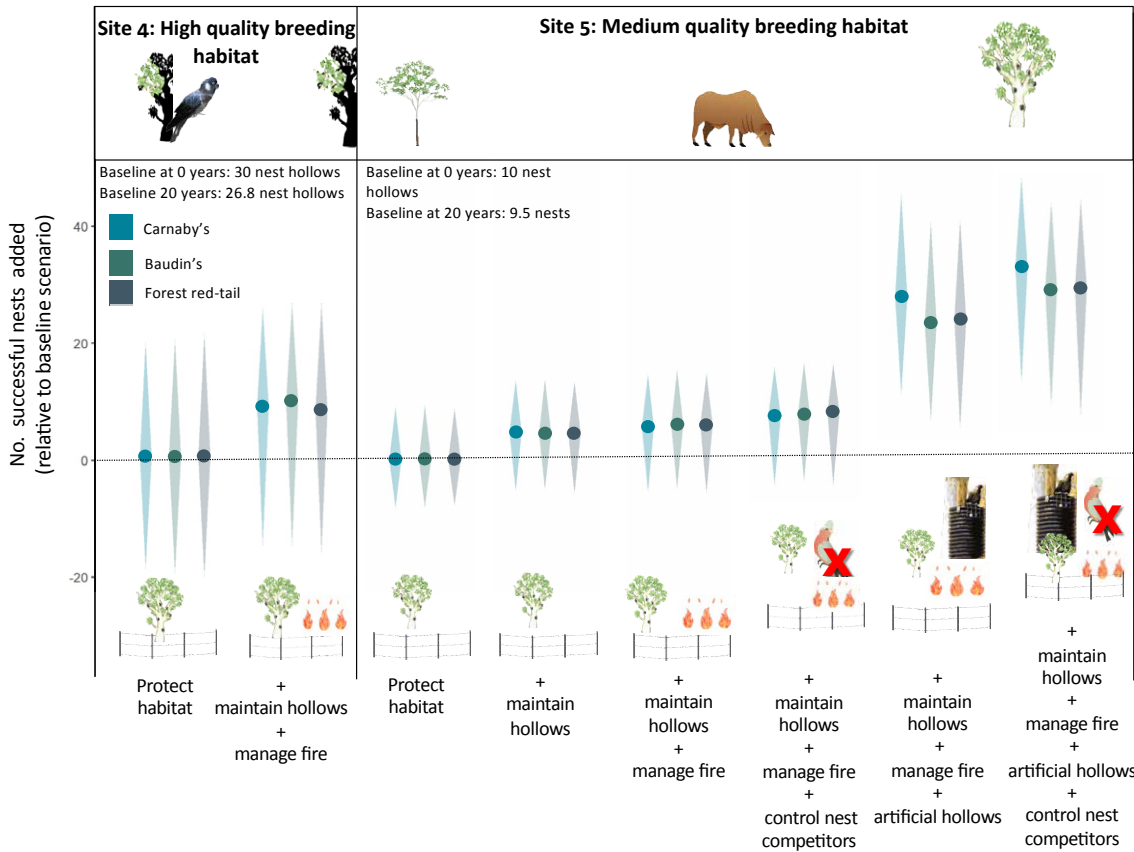 Site 4: High quality breeding
habitat
Site 5: Medium quality breeding habitat
Baseline at 0 years: 30 nest hollows
Baseline 20 years: 26.8 nest hollows
Baseline at 0 years: 10 nest
hollows
Baseline at 20 years: 9.5 nests
Carnaby's
Baudin's
Forest red-tail
No. successful nests added
(relative to baseline scenario)
40
20
0
-20
Protect
habitat
+
maintain hollows
+
manage fire
Protect
habitat
+
maintain
hollows
+
maintain
hollows
+
manage fire
+
maintain
hollows
+
manage fire
+
control nest
competitors
+
maintain
hollows
+
manage fire
+
artificial hollows
+
maintain
hollows
+
manage fire
+
artificial hollows
+
control nest
competitors